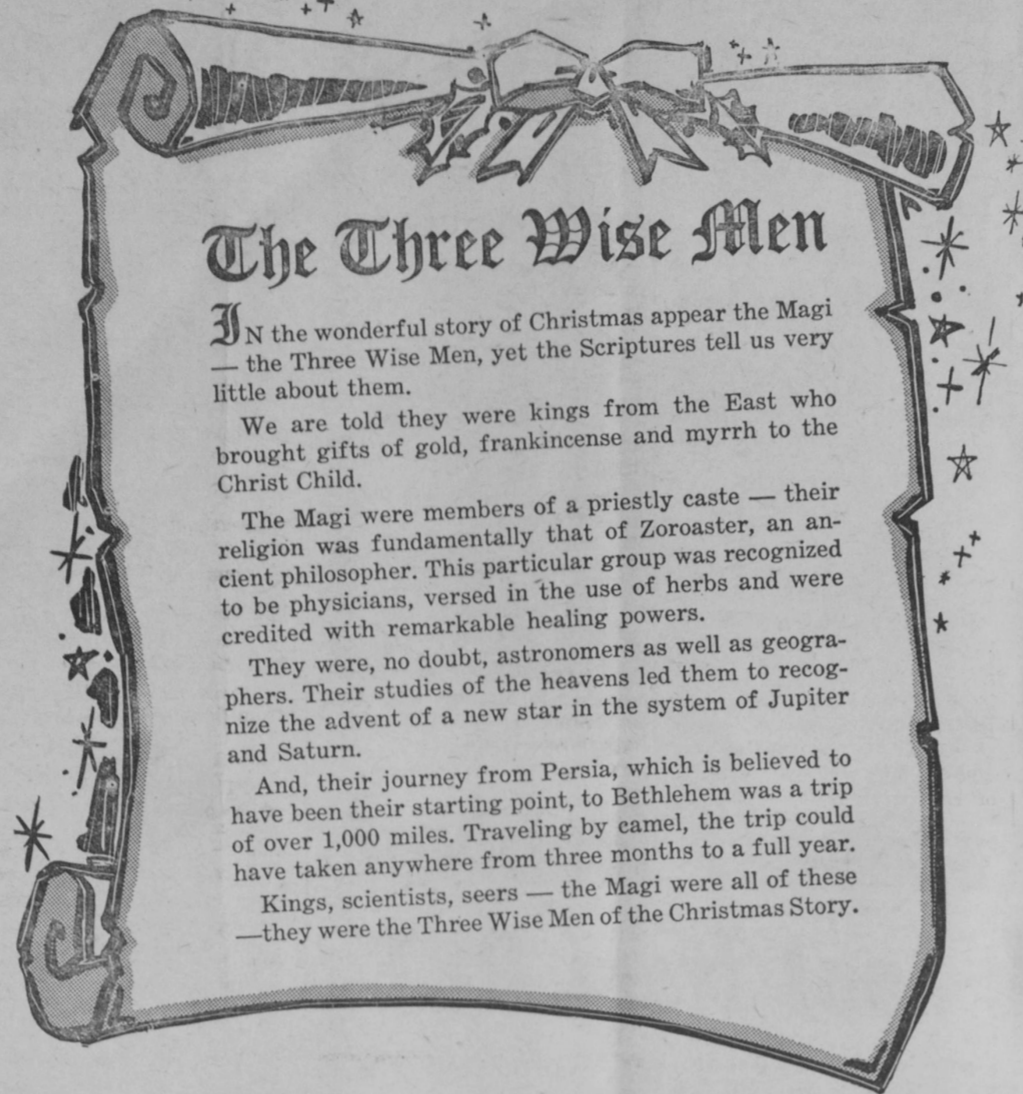 The Three Wise Men
IN the wonderful story of Christmas appear the Magi
— the Three Wise Men, yet the Scriptures tell us very
little about them.
We are told they were kings from the East who
brought gifts of gold, frankincense and myrrh to the
Christ Child.
The Magi were members of a priestly caste — their
religion was fundamentally that of Zoroaster, an an-
cient philosopher. This particular group was recognized
to be physicians, versed in the use of herbs and were
credited with remarkable healing powers.
They were, no doubt, astronomers as well as geogra-
phers. Their studies of the heavens led them to recog-
nize the advent of a new star in the system of Jupiter
and Saturn.
And, their journey from Persia, which is believed to
have been their starting point, to Bethlehem was a trip
of over 1,000 miles. Traveling by camel, the trip could
have taken anywhere from three months to a full year.
Kings, scientists, seers — the Magi were all of these
—they were the Three Wise Men of the Christmas Story.